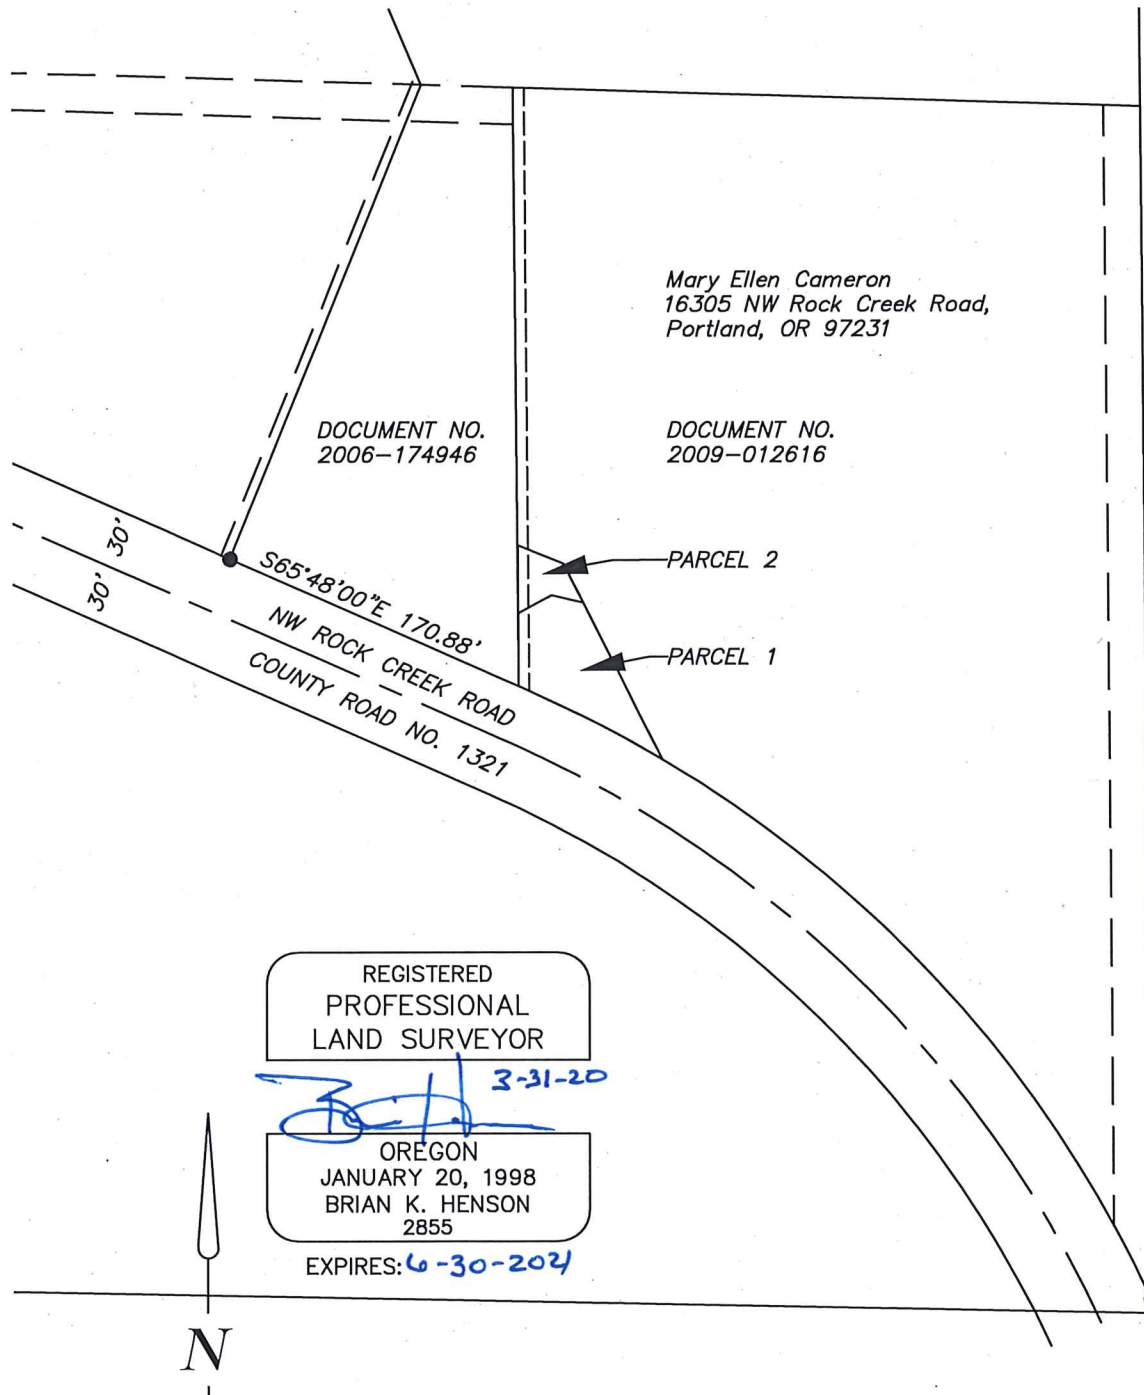 Mary Ellen Cameron
16305 NW Rock Creek Road,
Portland, OR 97231
DOCUMENT NO.
2006-174946
DOCUMENT NO.
2009-012616
30'
30'
S65°48'00"E 170.88'
NW ROCK CREEK ROAD
COUNTY ROAD NO. 1321
PARCEL 2
PARCEL 1
REGISTERED
PROFESSIONAL
LAND SURVEYOR
3-31-20
OREGON
JANUARY 20, 1998
BRIAN K. HENSON
2855
EXPIRES: 6-30-2021
N